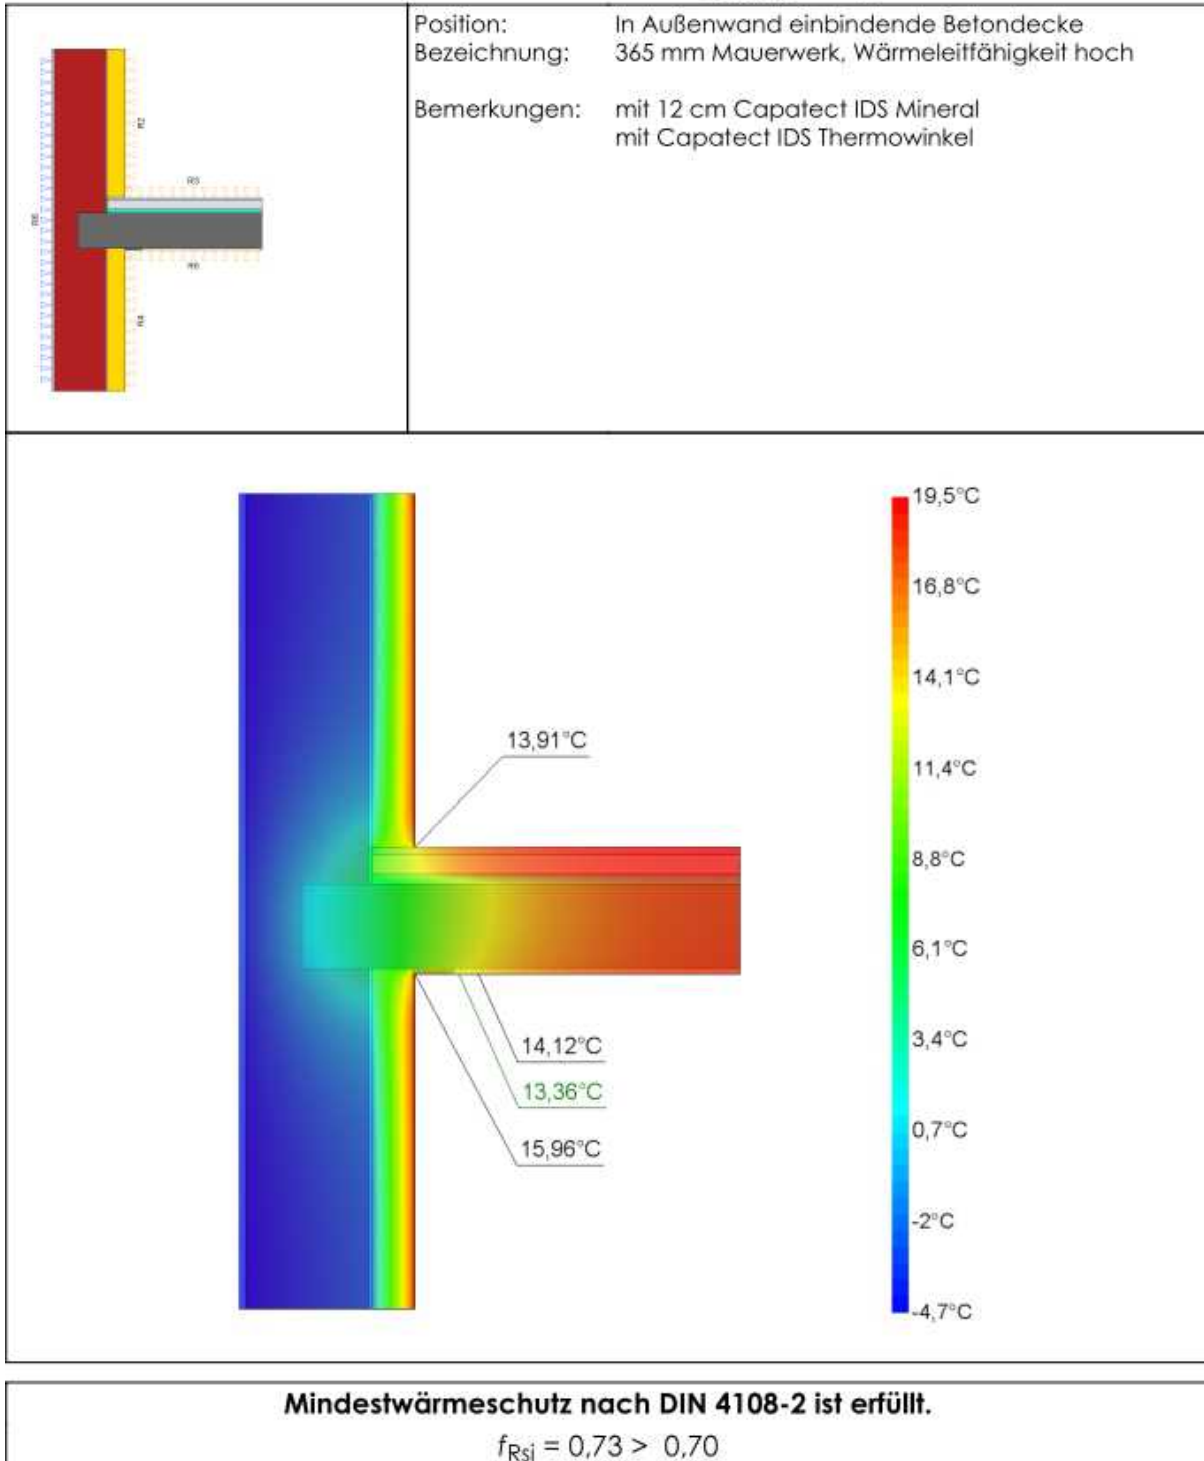 Position: In Außenwand einbindende Betondecke
Bezeichnung: 365 mm Mauerwerk, Wärmeleitfähigkeit hoch
Bemerkungen: mit 12 cm Capatect IDS Mineral
mit Capatect IDS Thermowinkel
R2
R3
R4
19,5°C
16,8°C
14,1°C
13,91°C
11,4°C
8,8°C
6,1°C
14,12°C
3,4°C
13,36°C
0,7°C
15,96°C
-2°C
-4,7°C
Mindestwärmeschutz nach DIN 4108-2 ist erfüllt.
fRsi = 0,73 > 0,70